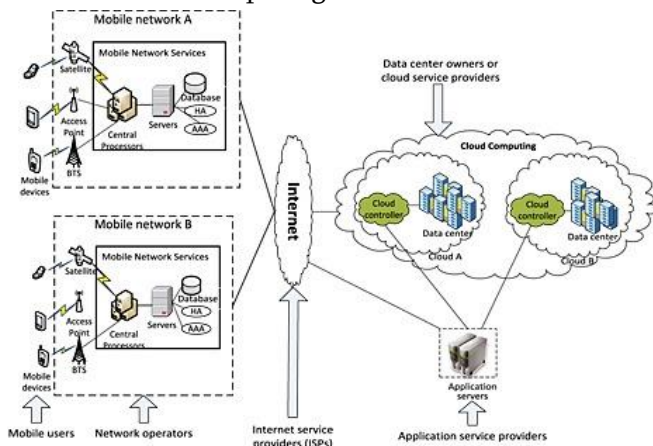 Mobile network A
Mobile Network Services
Satellite
Database
HA
AAA
Access
Point
Central
Processors
Servers
Mobile
devices
BTS
Mobile network B
Mobile Network Services
Satellite
Database
HA
AAA
Access
Point
Central
Processors
Servers
Mobile
devices
BTS
Internet
Data center owners or
cloud service providers
Cloud Computing
Cloud
controller
Data center
Cloud A
Cloud
controller
Data center
Cloud B
Application
servers
Mobile users
Network operators
Internet service
providers (ISPs)
Application service providers